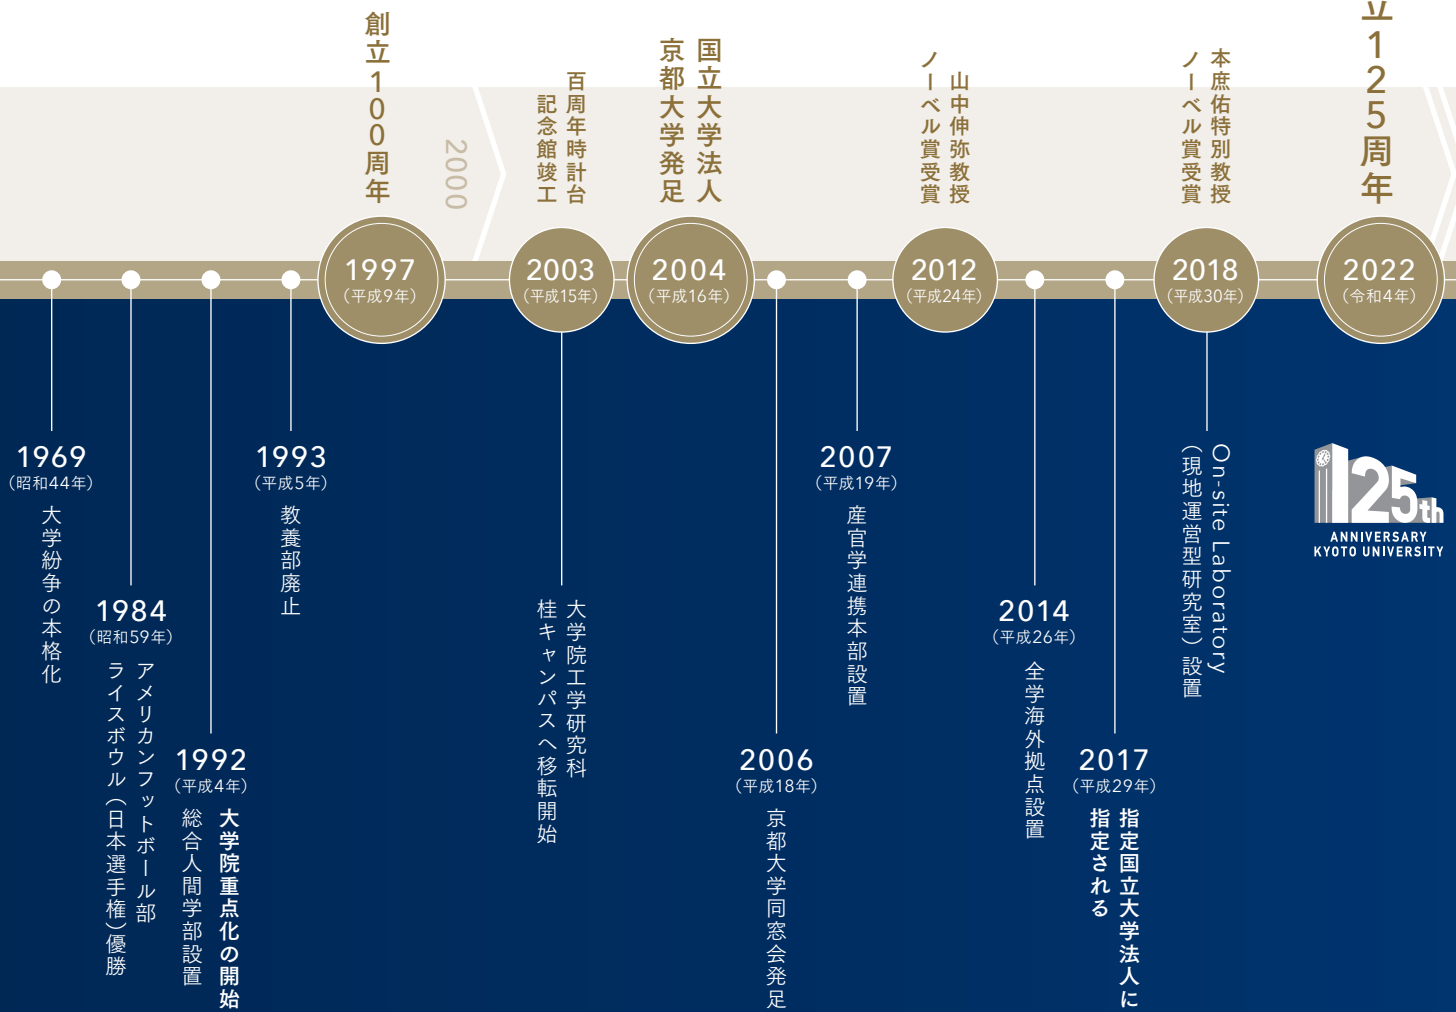 1969
（昭和44年）
大学紛争の本格化
1984
（昭和59年）
アメリカンフットボール部
ライスボウル（日本選手権）優勝
1992
（平成4年）
大学院重点化の開始
総合人間学部設置
1993
（平成5年）
教養部廃止
創立100周年
1997
（平成9年）
2000
百周年時計台
記念館竣工
2003
（平成15年）
大学院工学研究科
桂キャンパスへ移転開始
国立大学法人
京都大学発足
2004
（平成16年）
2006
（平成18年）
京都大学同窓会発足
2007
（平成19年）
産官学連携本部設置
山中伸弥教授
ノーベル賞受賞
2012
（平成24年）
2014
（平成26年）
全学海外拠点設置
2017
（平成29年）
指定国立大学法人に
指定される
本庶佑特別教授
ノーベル賞受賞
2018
（平成30年）
On-site Laboratory
（現地運営型研究室）設置
立125周年
2022
（令和4年）
125th
ANNIVERSARY
KYOTO UNIVERSITY